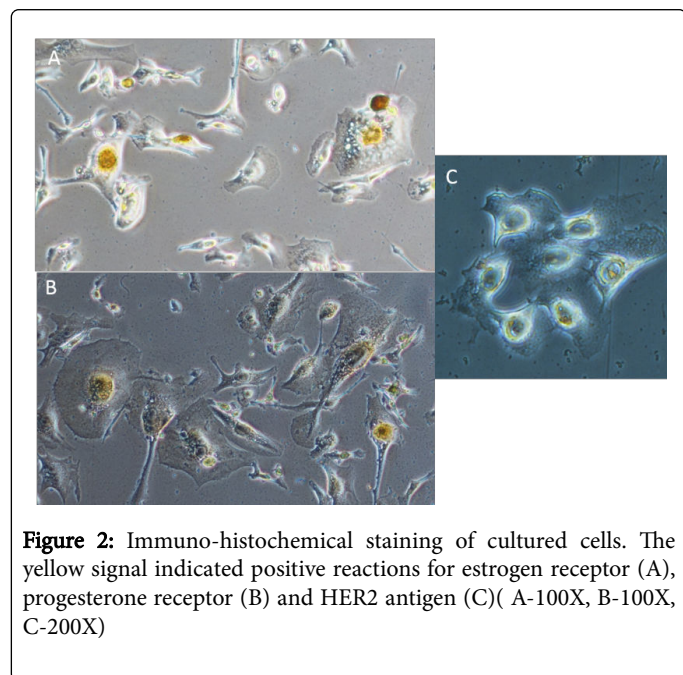 A
B
C
Figure 2: Immuno-histochemical staining of cultured cells. The
yellow signal indicated positive reactions for estrogen receptor (A),
progesterone receptor (B) and HER2 antigen (C)( A-100X, B-100X,
C-200X)